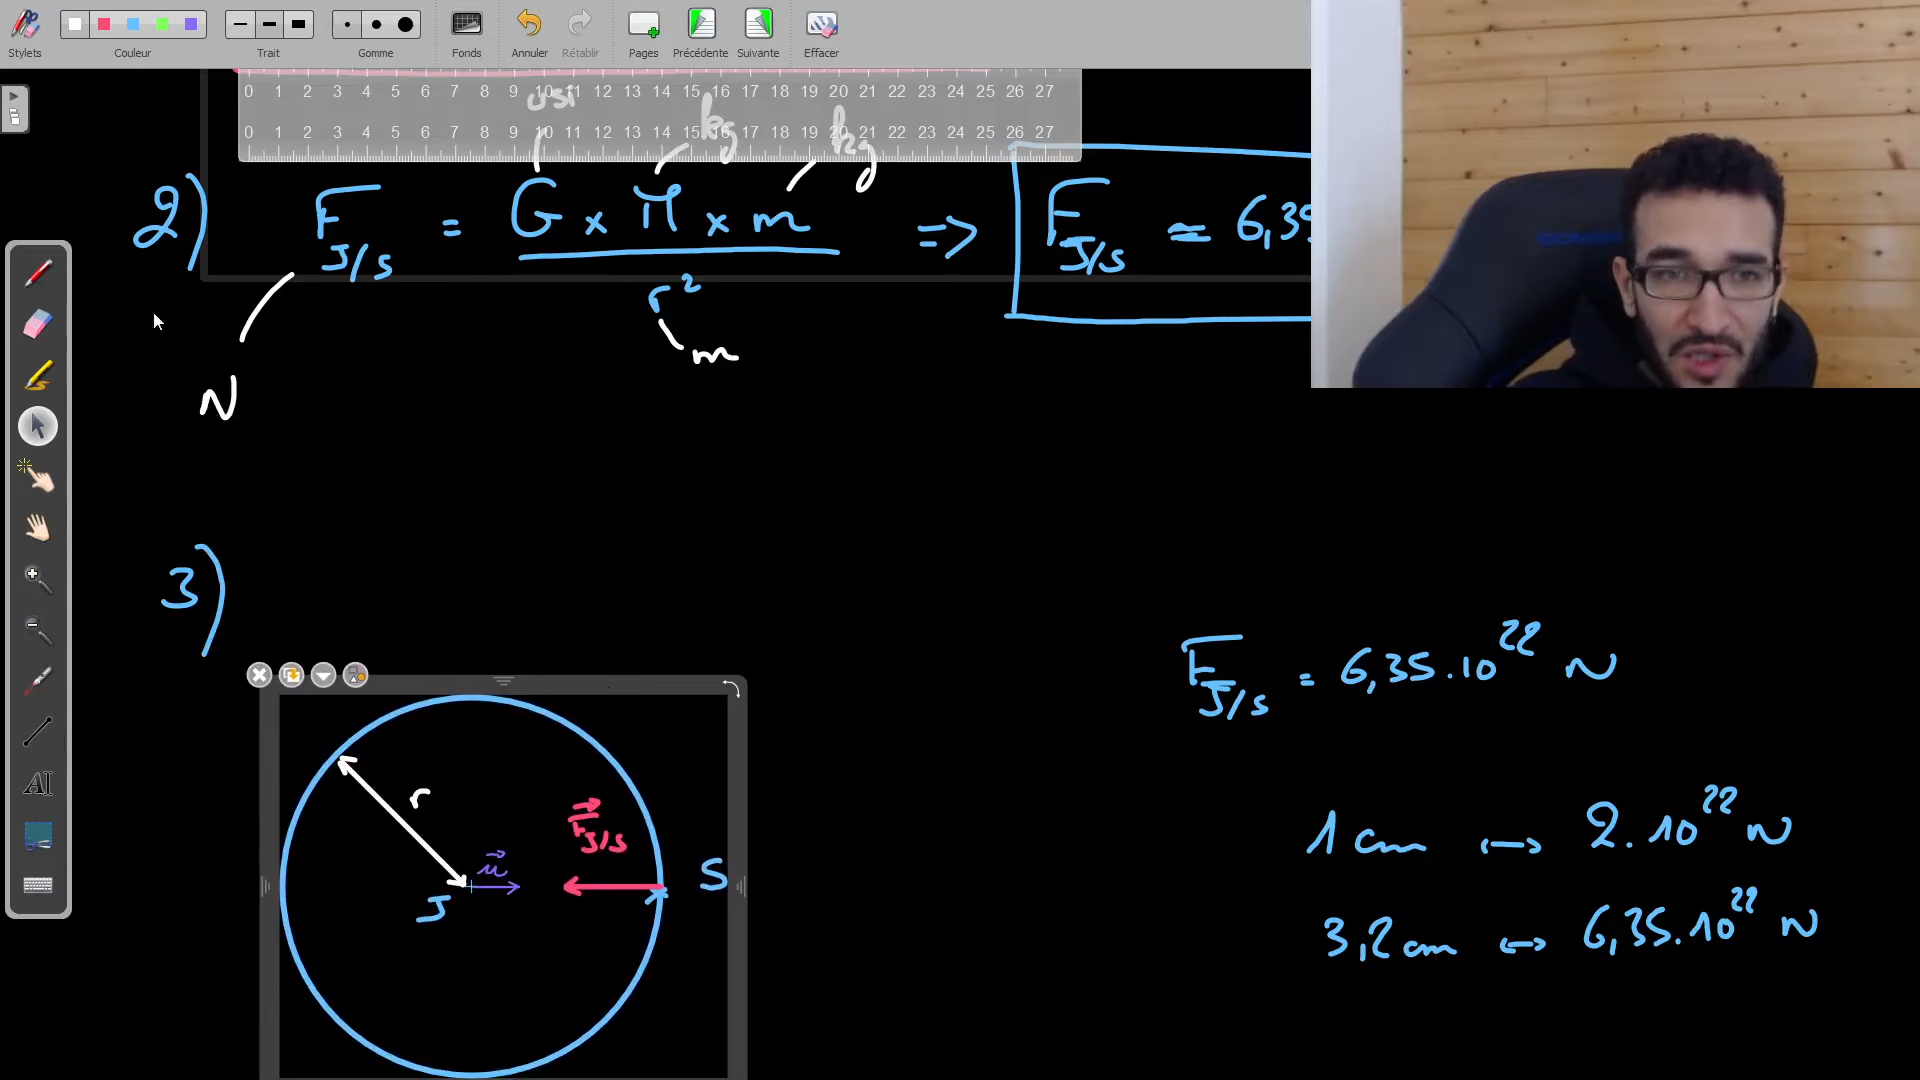 Stylets Couleur Trait Gomme Fonds Annuler Rétablir Pages Précédente Suivante Effacer
0 1 2 3 4 5 6 7 8 9 10 11 12 13 14 15 16 17 18 19 20 21 22 23 24 25 26 27
0 1 2 3 4 5 6 7 8 9 10 11 12 13 14 15 16 17 18 19 20 21 22 23 24 25 26 27
usi kg kg
2) F J/S = G x M x m => F J/S ≃ 6,35
r²
m
N
3)
F J/S = 6,35.10²² N
r
F J/S
u
S
J
1 cm ↔ 2.10²² N
3,2 cm ↔ 6,35.10²² N
AI